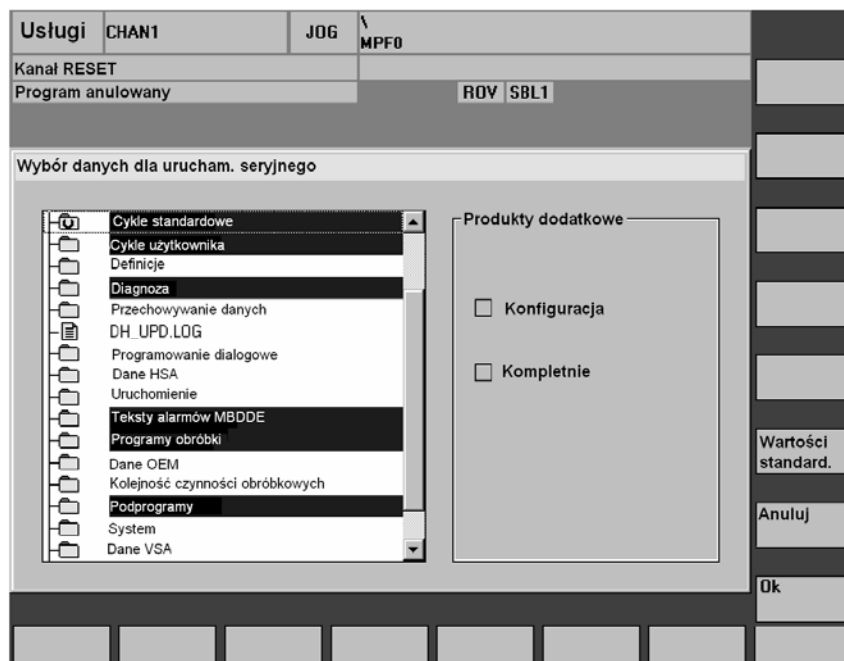 Usługi CHAN1 JOG \
MPF0
Kanał RESET
Program anulowany ROV SBL1
Wybór danych dla urucham. seryjnego
Cykle standardowe
Cykle użytkownika
Definicje
Diagnoza
Przechowywanie danych
DH_UPD.LOG
Programowanie dialogowe
Dane HSA
Uruchomienie
Teksty alarmów MBDDE
Programy obróbki
Dane OEM
Kolejność czynności obróbkowych
Podprogramy
System
Dane VSA
Produkty dodatkowe
Konfiguracja
Kompletnie
Wartości
standard.
Anuluj
Ok